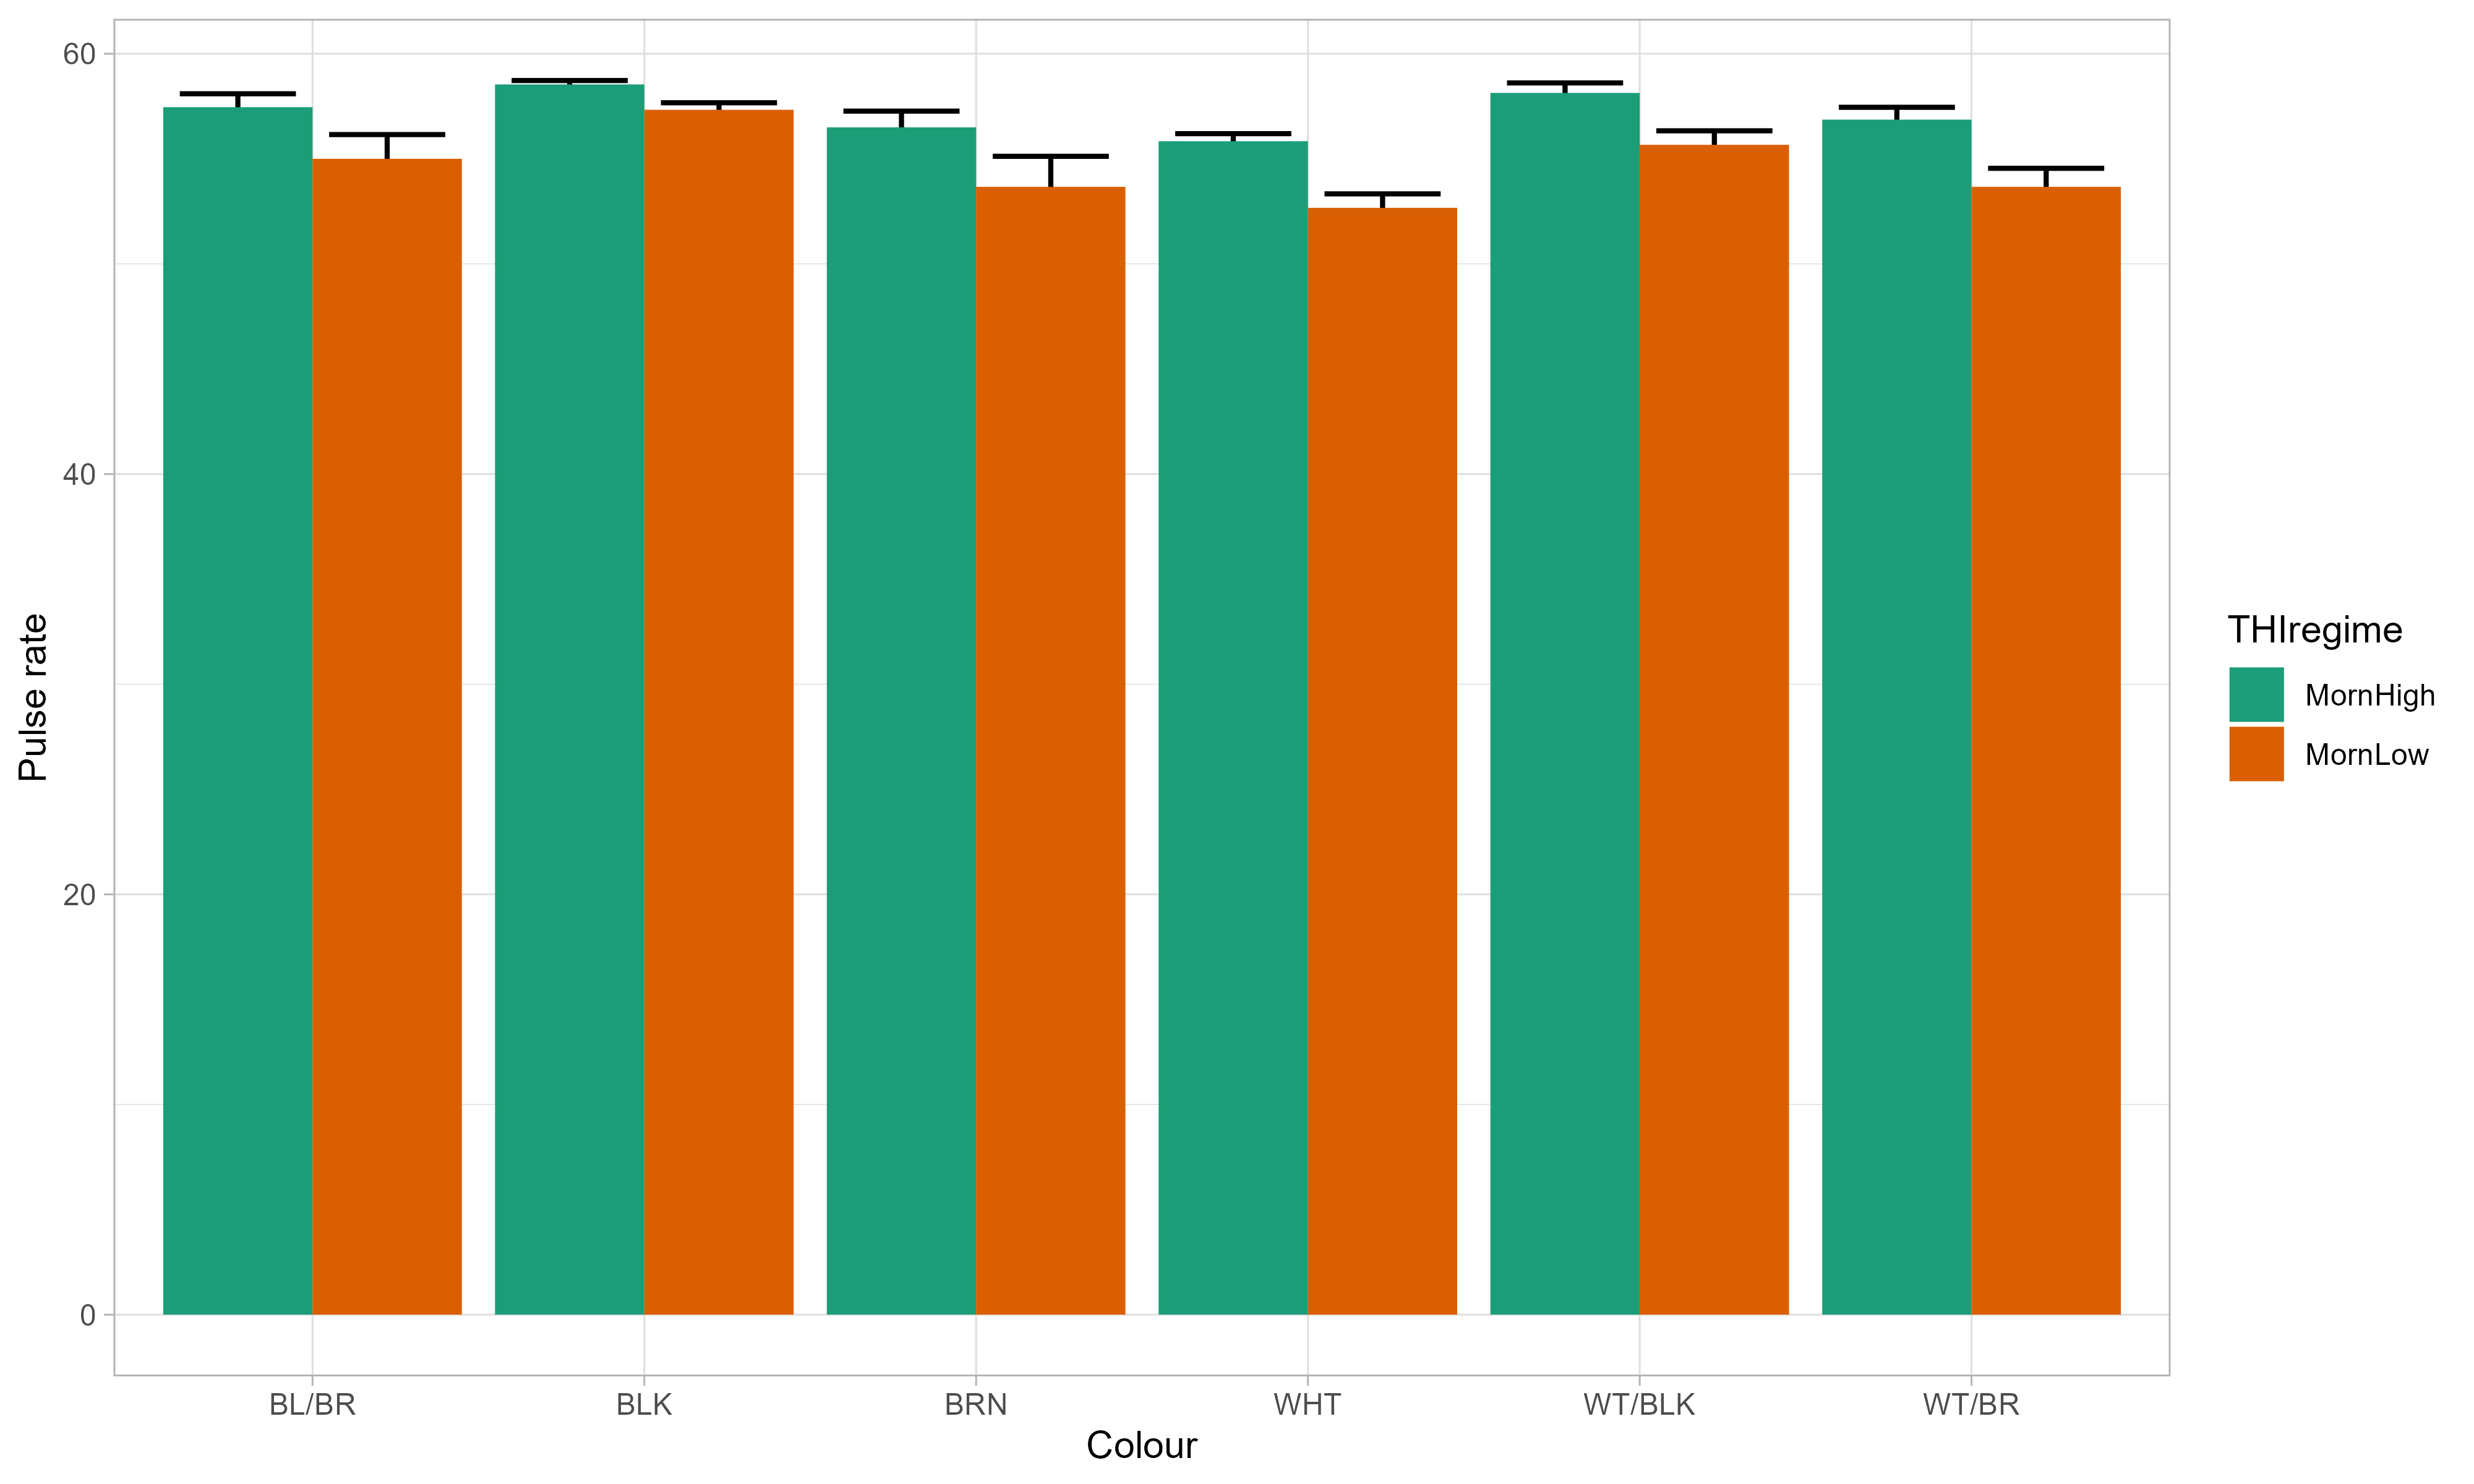 60
40
20
0
Pulse rate
BL/BR
BLK
BRN
WHT
WT/BLK
WT/BR
Colour
THIregime
MornHigh
MornLow